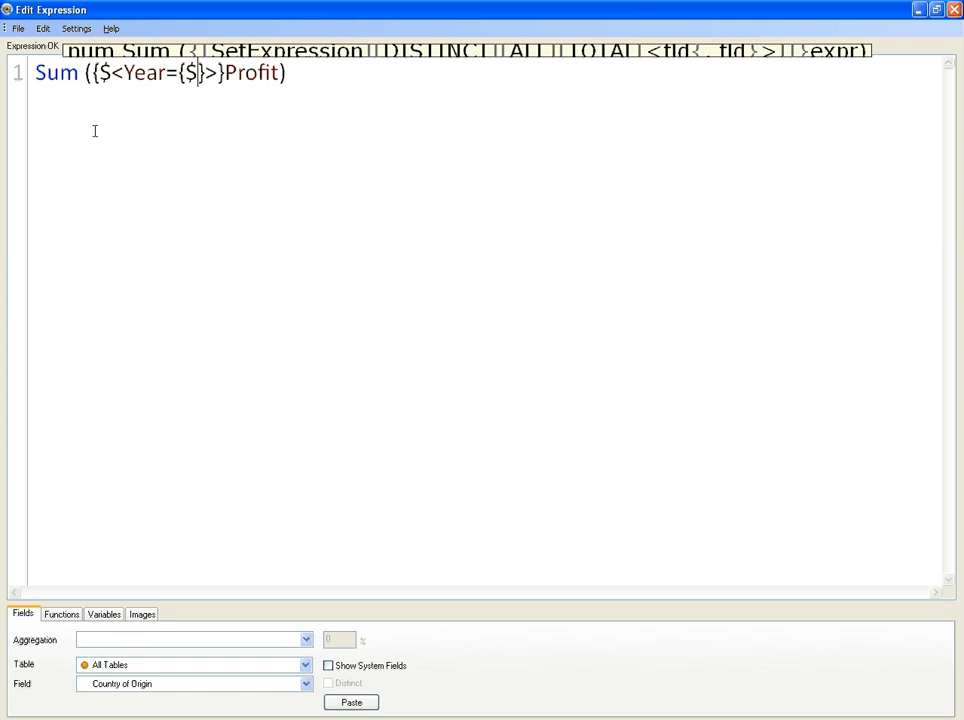 Edit Expression
File Edit Settings Help
Expression OK
num Sum ({[SetExpression][DISTINCT][ALL][TOTAL[<fld{, fld}>]]}expr)
1 Sum ({$<Year={$}>}Profit)
Fields Functions Variables Images
Aggregation 0 %
Table All Tables Show System Fields
Field Country of Origin Distinct
Paste